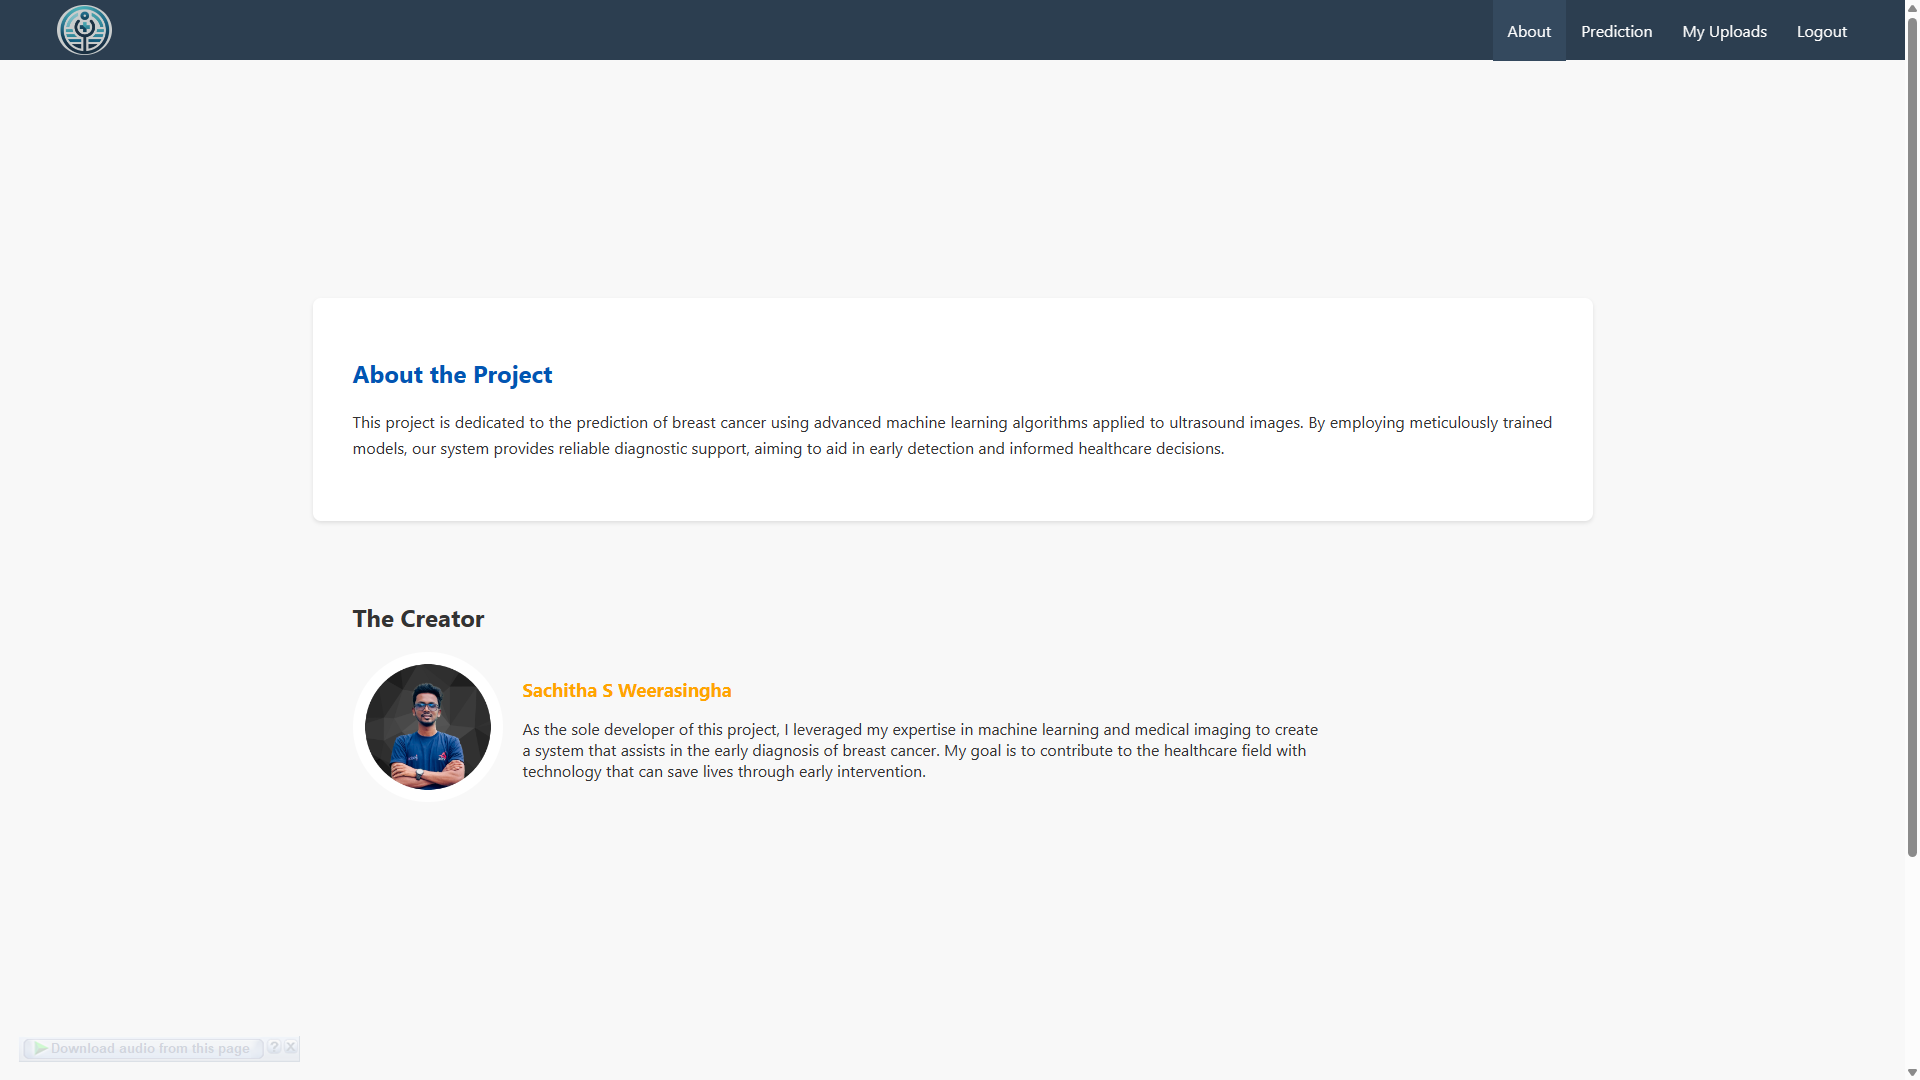 About
Prediction
My Uploads
Logout
About the Project
This project is dedicated to the prediction of breast cancer using advanced machine learning algorithms applied to ultrasound images. By employing meticulously trained
models, our system provides reliable diagnostic support, aiming to aid in early detection and informed healthcare decisions.
The Creator
Sachitha S Weerasingha
As the sole developer of this project, I leveraged my expertise in machine learning and medical imaging to create
a system that assists in the early diagnosis of breast cancer. My goal is to contribute to the healthcare field with
technology that can save lives through early intervention.
Download audio from this page ? X